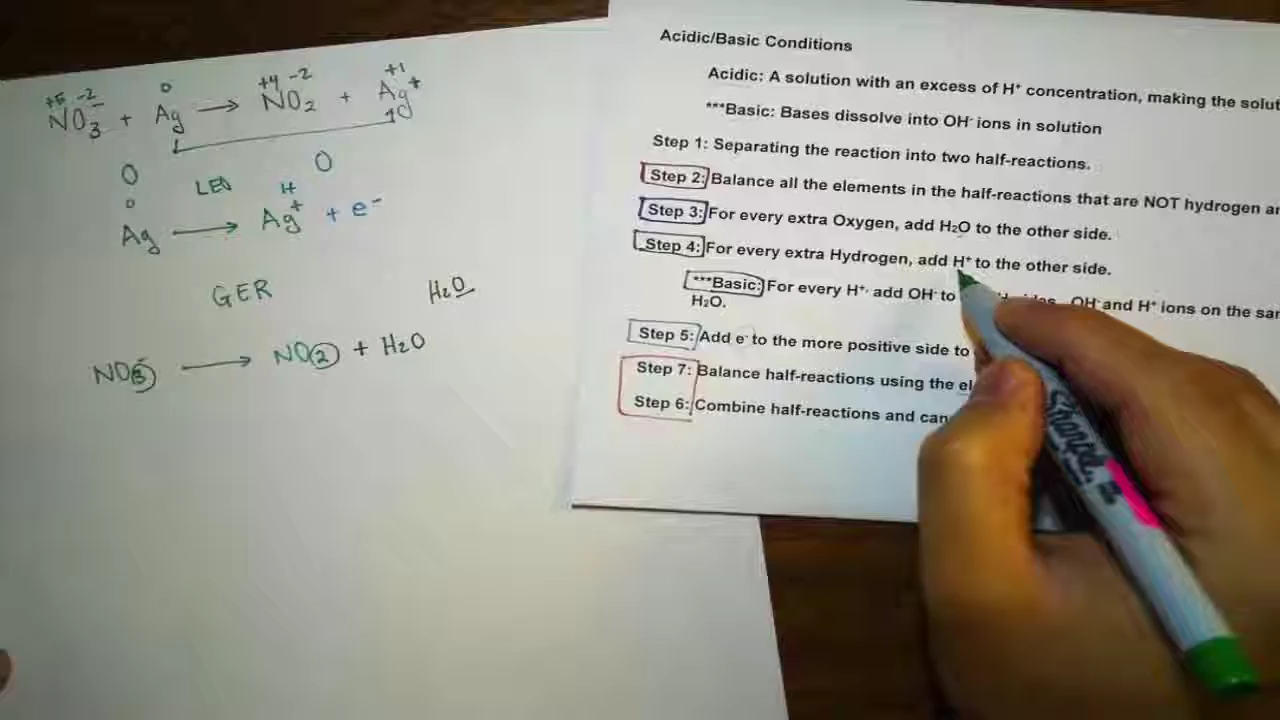 +5 -2 0 +4 -2 +1
NO₃⁻ + Ag → NO₂ + Ag⁺
0 LEO 0
0 H
Ag → Ag⁺ + e⁻
GER H₂O
NO₃⁻ → NO₂ + H₂O
Acidic/Basic Conditions
Acidic: A solution with an excess of H⁺ concentration, making the
***Basic: Bases dissolve into OH⁻ ions in solution
Step 1: Separating the reaction into two half-reactions.
Step 2: Balance all the elements in the half-reactions that are NOT hydrogen
Step 3: For every extra Oxygen, add H₂O to the other side.
Step 4: For every extra Hydrogen, add H⁺ to the other side.
***Basic: For every H⁺, add OH⁻ to OH⁻ and H⁺ ions on the
H₂O.
Step 5: Add e⁻ to the more positive side to
Step 7: Balance half-reactions using the
Step 6: Combine half-reactions and
Sharpie